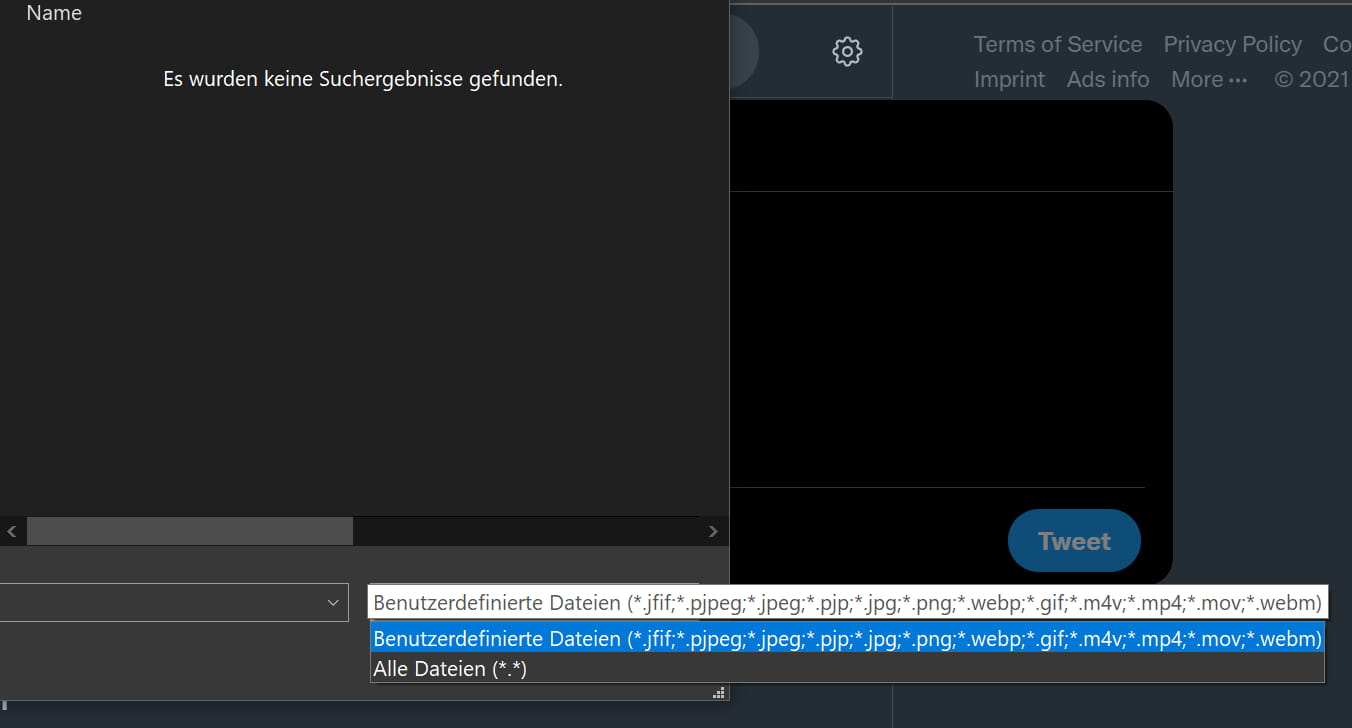 Name
Es wurden keine Suchergebnisse gefunden.
Terms of Service Privacy Policy Co
Imprint Ads info More ··· © 2021
Tweet
Benutzerdefinierte Dateien (*.jfif;*.pjpeg;*.jpeg;*.pjp;*.jpg;*.png;*.webp;*.gif;*.m4v;*.mp4;*.mov;*.webm)
Benutzerdefinierte Dateien (*.jfif;*.pjpeg;*.jpeg;*.pjp;*.jpg;*.png;*.webp;*.gif;*.m4v;*.mp4;*.mov;*.webm)
Alle Dateien (*.*)